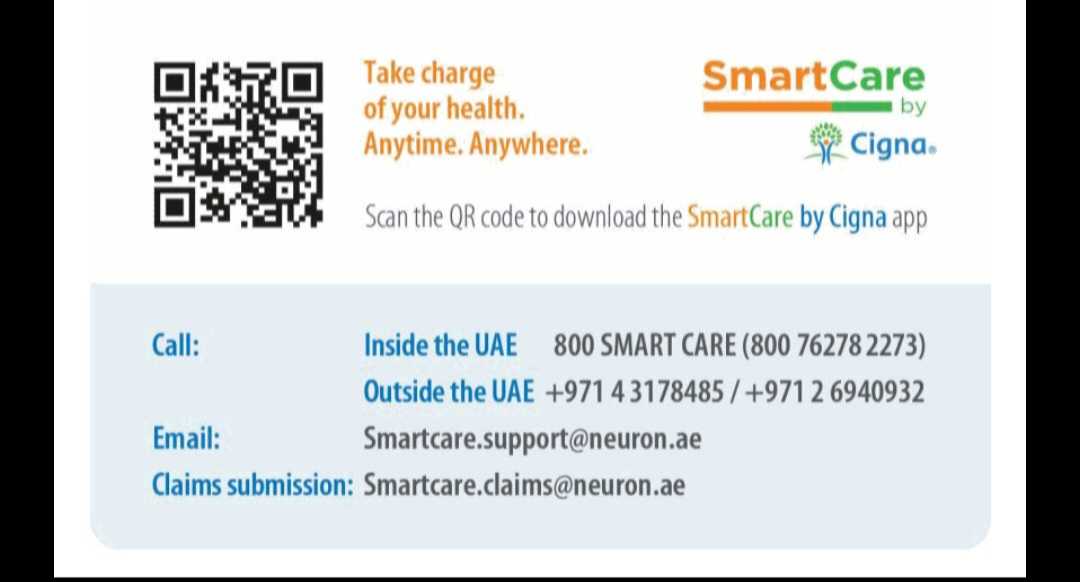 Take charge
of your health.
Anytime. Anywhere.
SmartCare
by
Cigna®
Scan the QR code to download the SmartCare by Cigna app
Call: Inside the UAE 800 SMART CARE (800 76278 2273)
Outside the UAE +971 4 3178485 / +971 2 6940932
Email: Smartcare.support@neuron.ae
Claims submission: Smartcare.claims@neuron.ae